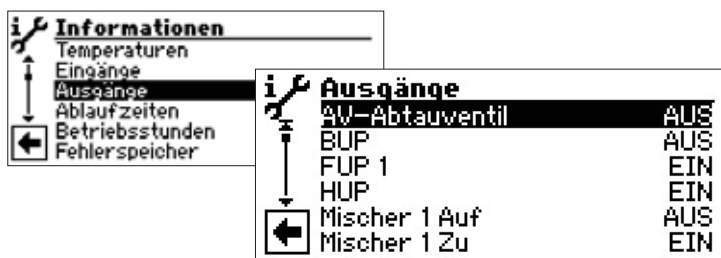 Informationen
Temperaturen
Eingänge
Ausgänge
Ablaufzeiten
Betriebsstunden
Fehlerspeicher
Ausgänge
AV-Abtauventil AUS
BUP AUS
FUP 1 EIN
HUP EIN
Mischer 1 Auf AUS
Mischer 1 Zu EIN